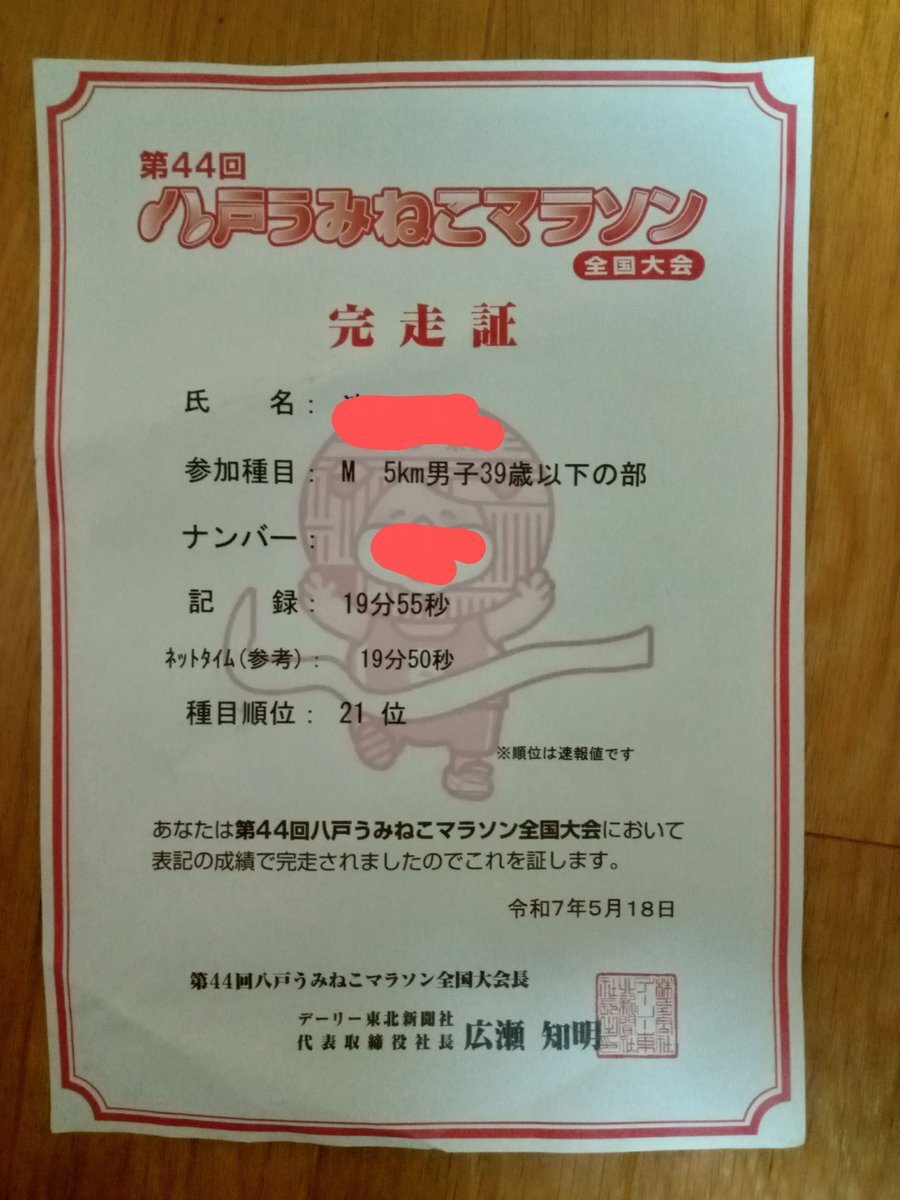 第44回
八戸うみねこマラソン
全国大会
完走証
氏　　名：
参加種目： M　5km男子39歳以下の部
ナンバー：
記　　録： 19分55秒
ﾈｯﾄﾀｲﾑ(参考)：　19分50秒
種目順位： 21 位
※順位は速報値です
あなたは第44回八戸うみねこマラソン全国大会において
表記の成績で完走されましたのでこれを証します。
令和7年5月18日
第44回八戸うみねこマラソン全国大会長
デーリー東北新聞社
代表取締役社長 広瀬 知明